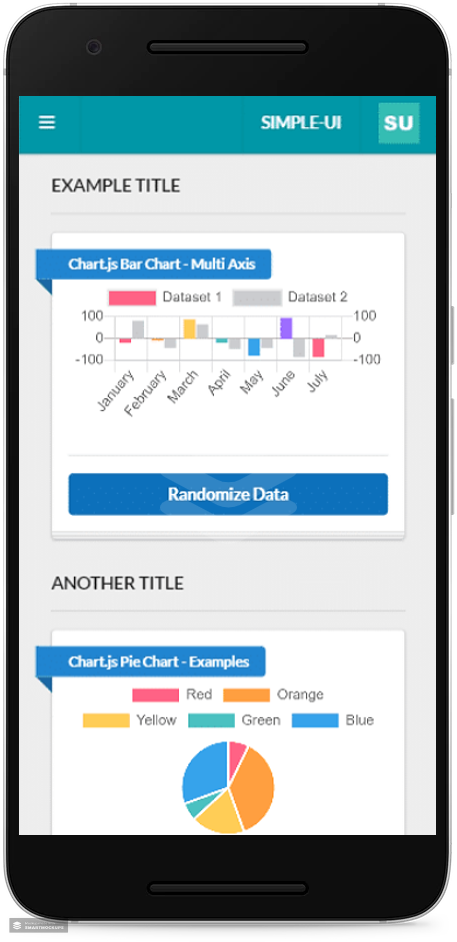 SIMPLE-UI SU
EXAMPLE TITLE
Chart.js Bar Chart - Multi Axis
Dataset 1 Dataset 2
100 100
0 0
-100 -100
January February March April May June July
Randomize Data
ANOTHER TITLE
Chart.js Pie Chart - Examples
Red Orange
Yellow Green Blue
SMARTMOCKUPS